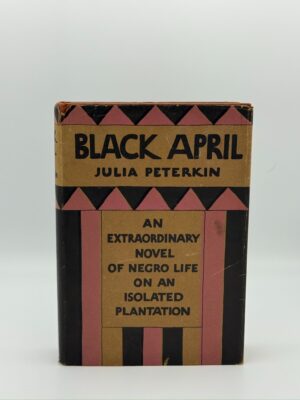 BLACK APRIL
JULIA PETERKIN
AN
EXTRAORDINARY
NOVEL
OF NEGRO LIFE
ON AN
ISOLATED
PLANTATION